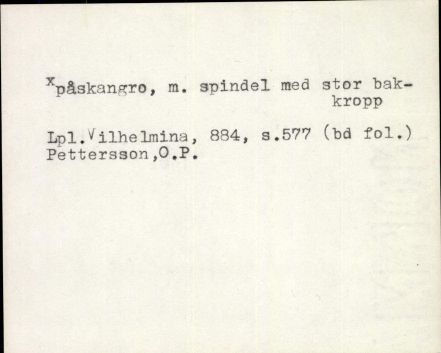 xpåskangro, m. spindel med stor bak-
kropp
Lpl.Vilhelmina, 884, s.577 (bd fol.)
Pettersson,O.P.